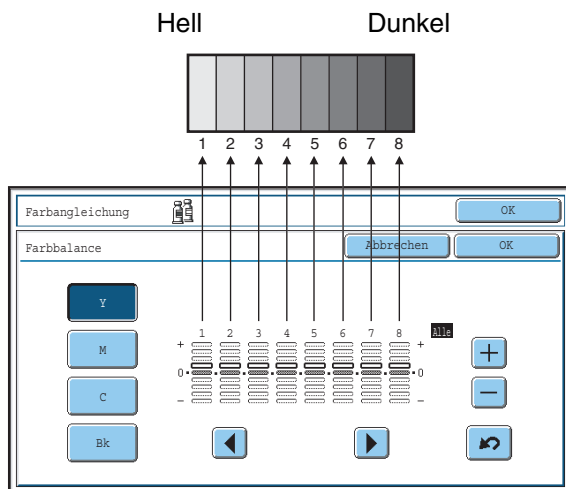 Hell Dunkel
1 2 3 4 5 6 7 8
Farbangleichung OK
Farbbalance Abbrechen OK
Y
1 2 3 4 5 6 7 8 Alle
M + +
0 0
C - -
Bk